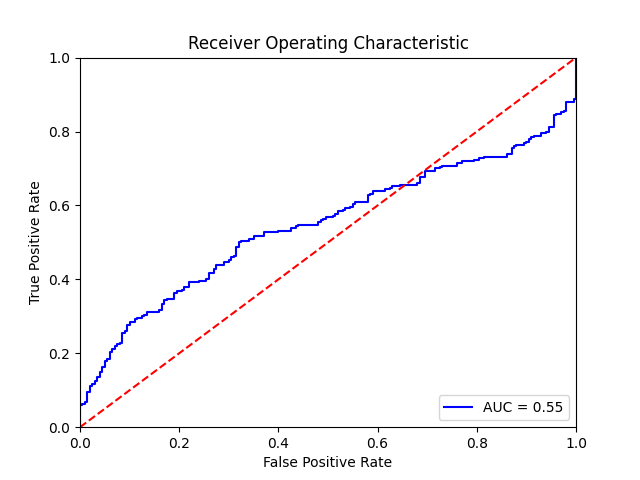 Receiver Operating Characteristic
True Positive Rate
1.0
0.8
0.6
0.4
0.2
0.0
AUC = 0.55
0.0 0.2 0.4 0.6 0.8 1.0
False Positive Rate